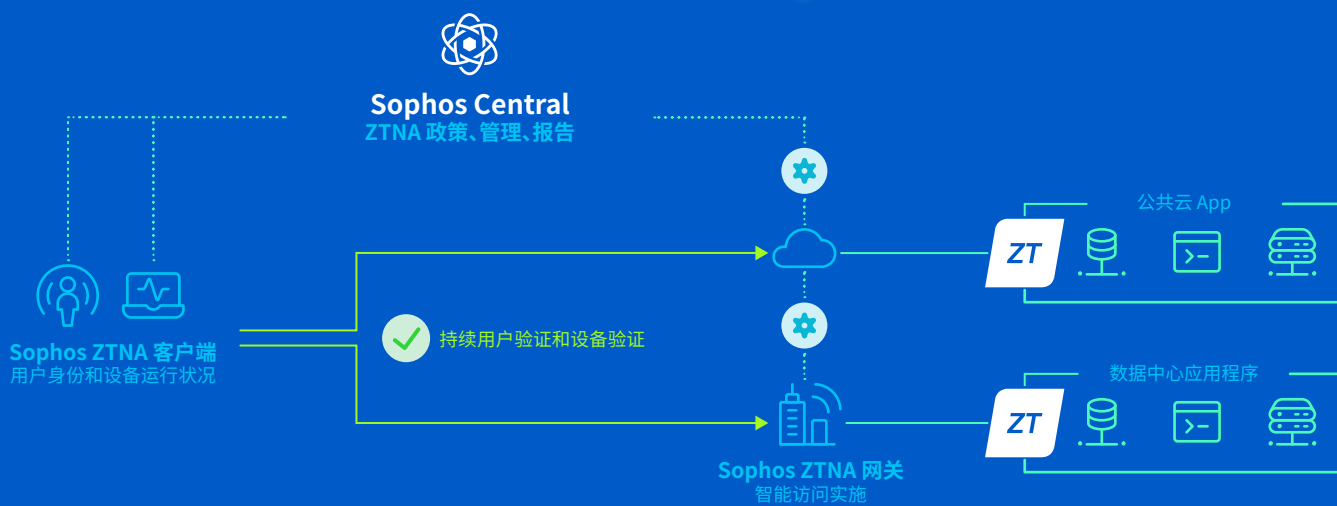 Sophos Central
ZTNA 政策、管理、报告
公共云 App
ZT
持续用户验证和设备验证
Sophos ZTNA 客户端
用户身份和设备运行状况
数据中心应用程序
ZT
Sophos ZTNA 网关
智能访问实施